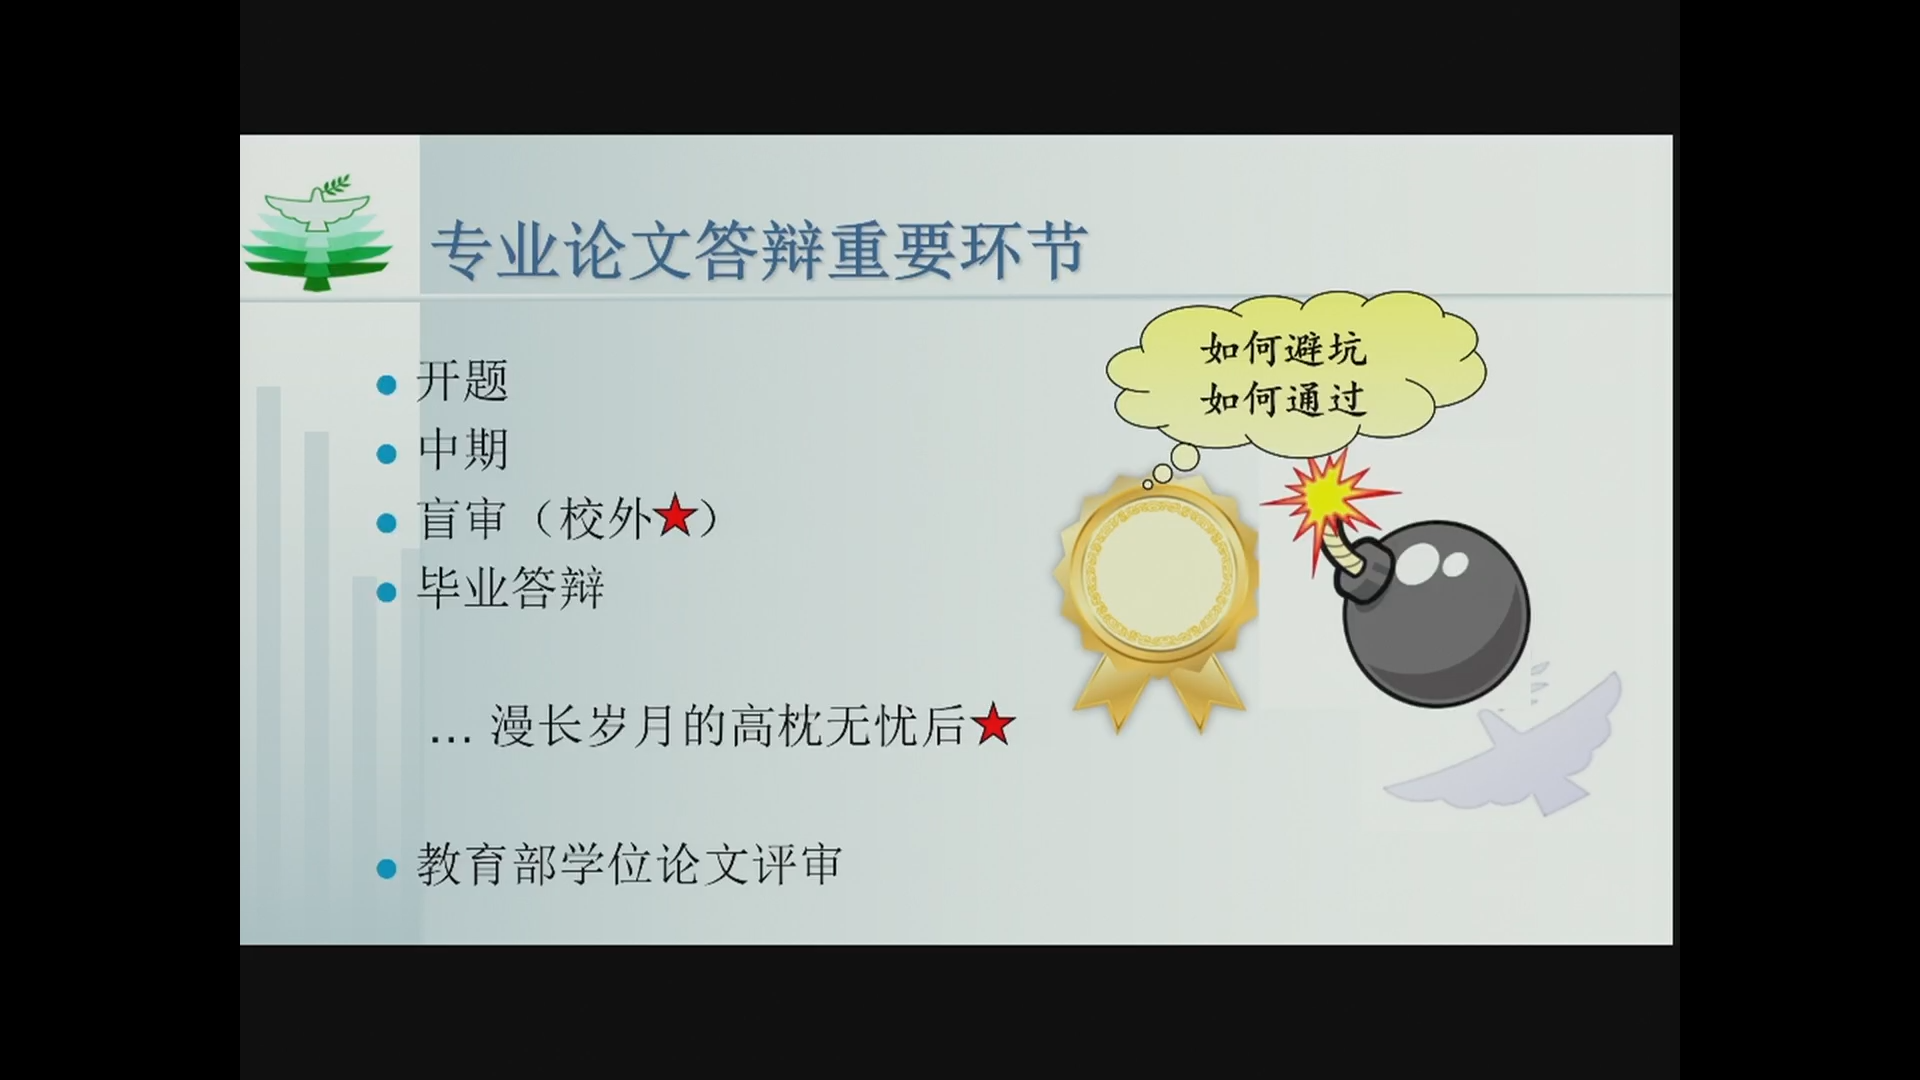 专业论文答辩重要环节
如何避坑
如何通过
开题
中期
盲审（校外★）
毕业答辩
… 漫长岁月的高枕无忧后★
教育部学位论文评审